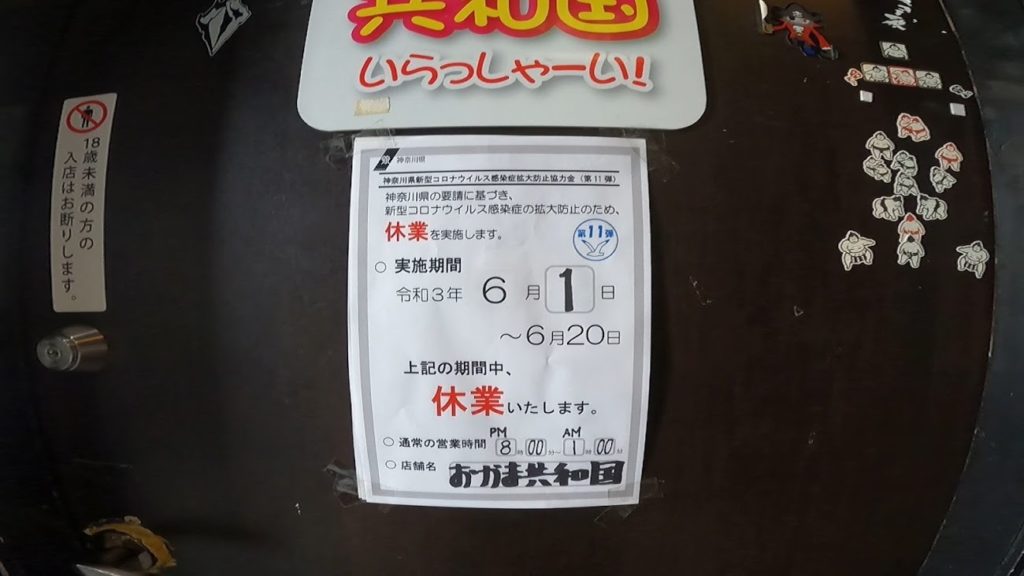 共和国
いらっしゃーい!
18歳未満の方の
入店はお断りします。
神奈川県
神奈川県新型コロナウイルス感染症拡大防止協力金(第11弾)
神奈川県の要請に基づき、
新型コロナウイルス感染症の拡大防止のため、
休業を実施します。
第11弾
○ 実施期間
令和3年 6月1日
~6月20日
上記の期間中、
休業いたします。
○ 通常の営業時間 PM 8時00分~AM 1時00分
○ 店舗名 おかま共和国